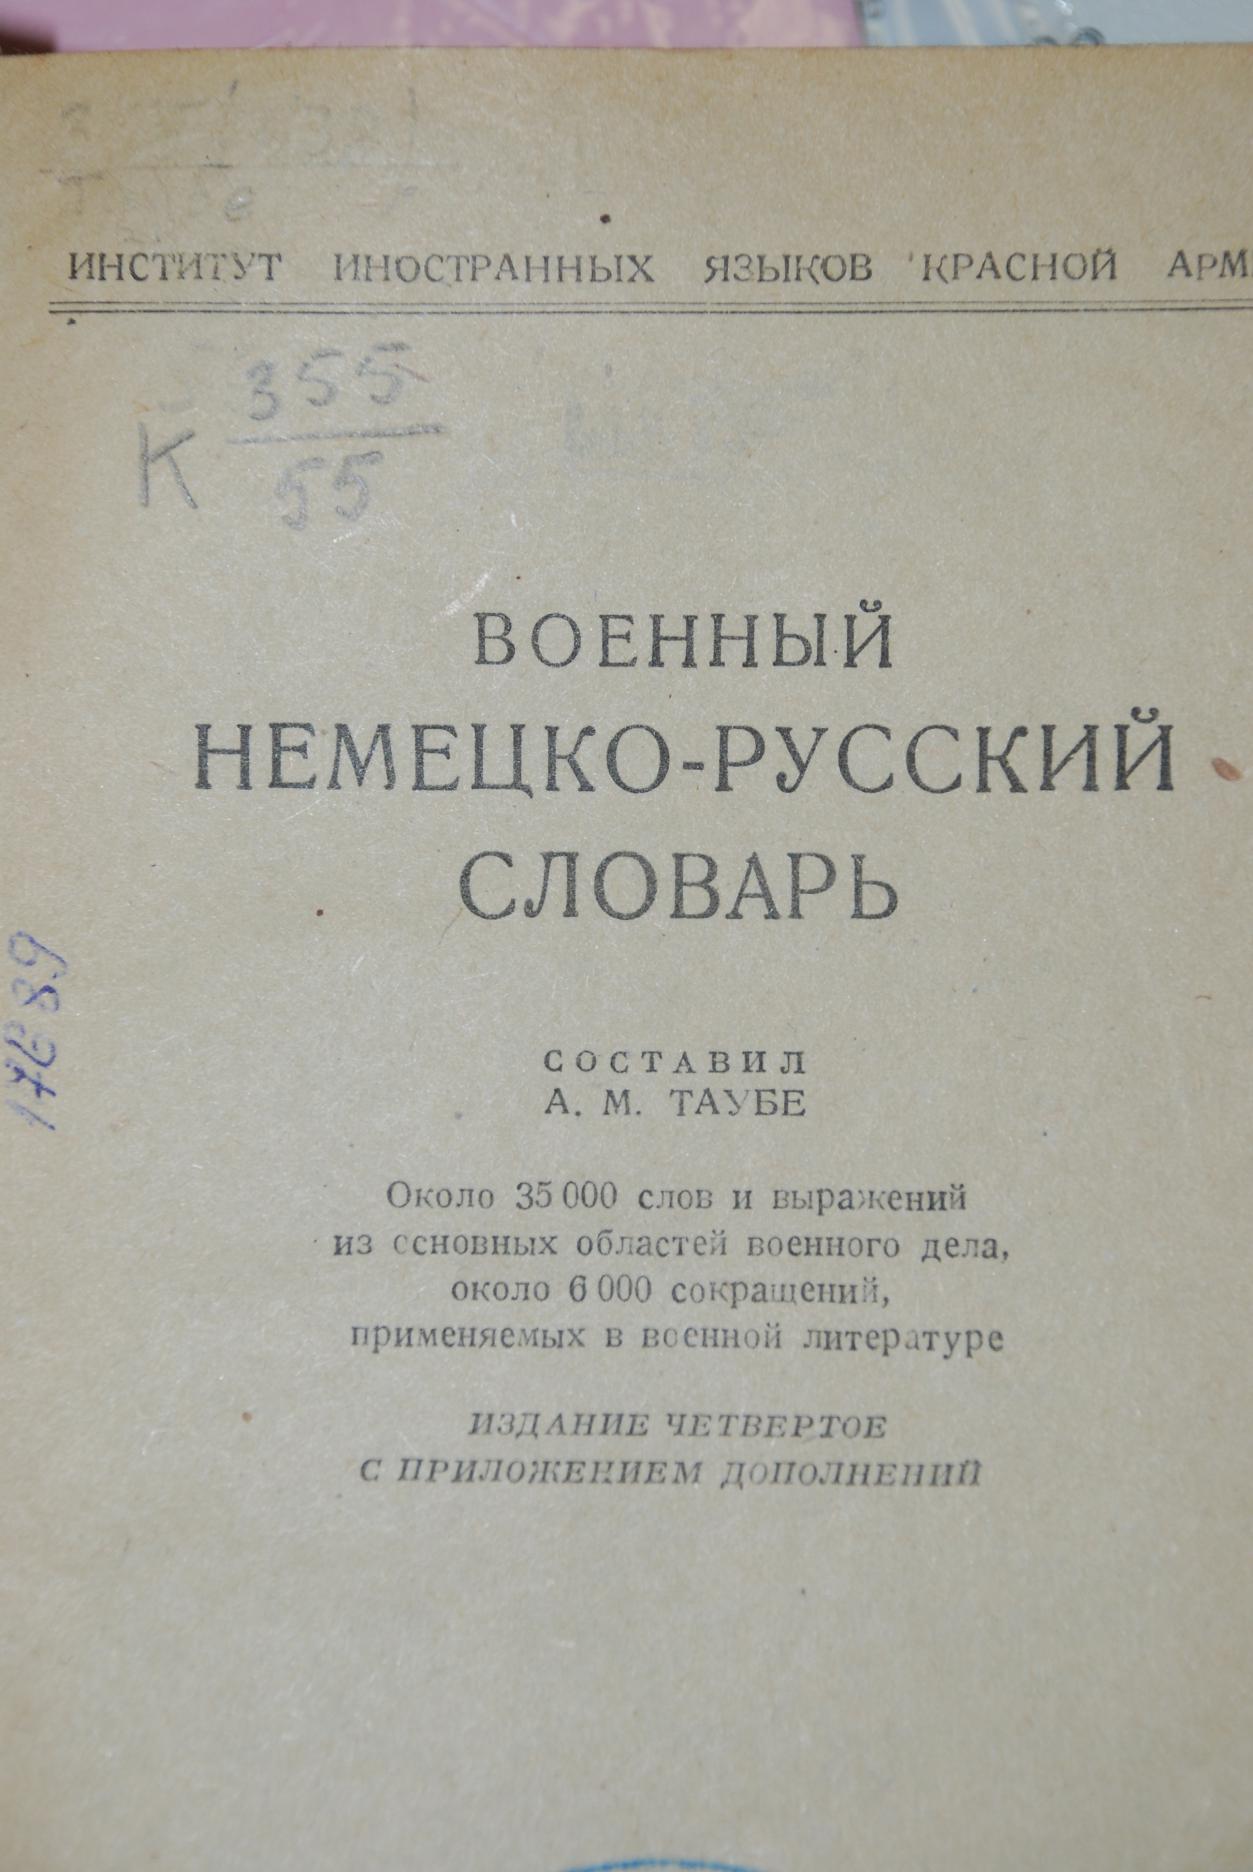 ИНСТИТУТ ИНОСТРАННЫХ ЯЗЫКОВ КРАСНОЙ АРМ
К 355
55
ВОЕННЫЙ
НЕМЕЦКО-РУССКИЙ
СЛОВАРЬ
17389
СОСТАВИЛ
А. М. ТАУБЕ
Около 35 000 слов и выражений
из основных областей военного дела,
около 6 000 сокращений,
применяемых в военной литературе
ИЗДАНИЕ ЧЕТВЕРТОЕ
С ПРИЛОЖЕНИЕМ ДОПОЛНЕНИЙ